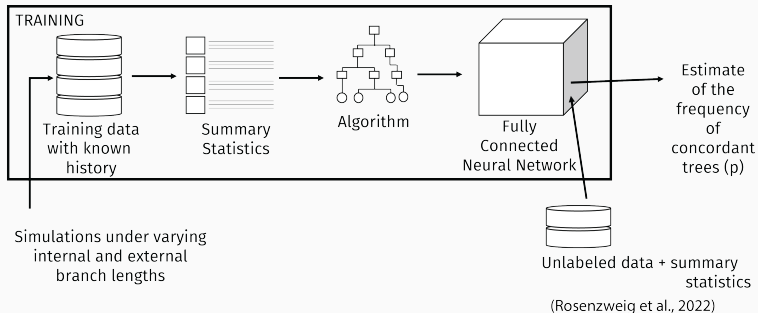 TRAINING
Training data
with known
history
Summary
Statistics
Algorithm
Fully
Connected
Neural Network
Estimate
of the
frequency
of
concordant
trees (p)
Simulations under varying
internal and external
branch lengths
Unlabeled data + summary
statistics
(Rosenzweig et al., 2022)